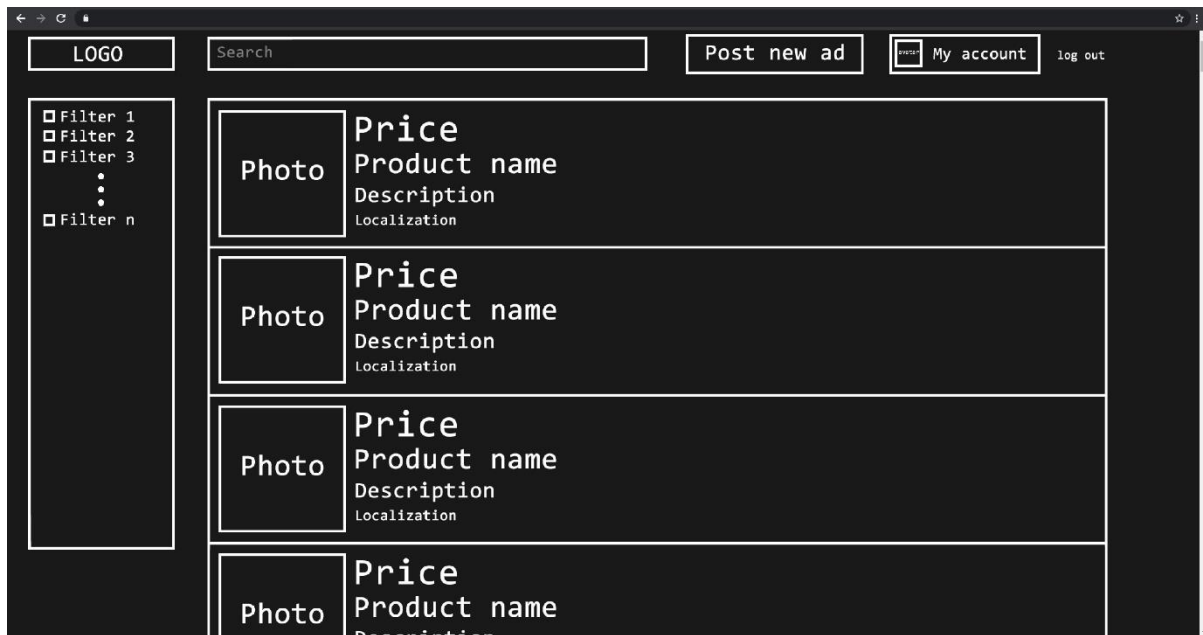 LOGO
Search
Post new ad
avatar
My account
log out
Filter 1
Filter 2
Filter 3
Filter n
Photo
Price
Product name
Description
Localization
Photo
Price
Product name
Description
Localization
Photo
Price
Product name
Description
Localization
Photo
Price
Product name
Description